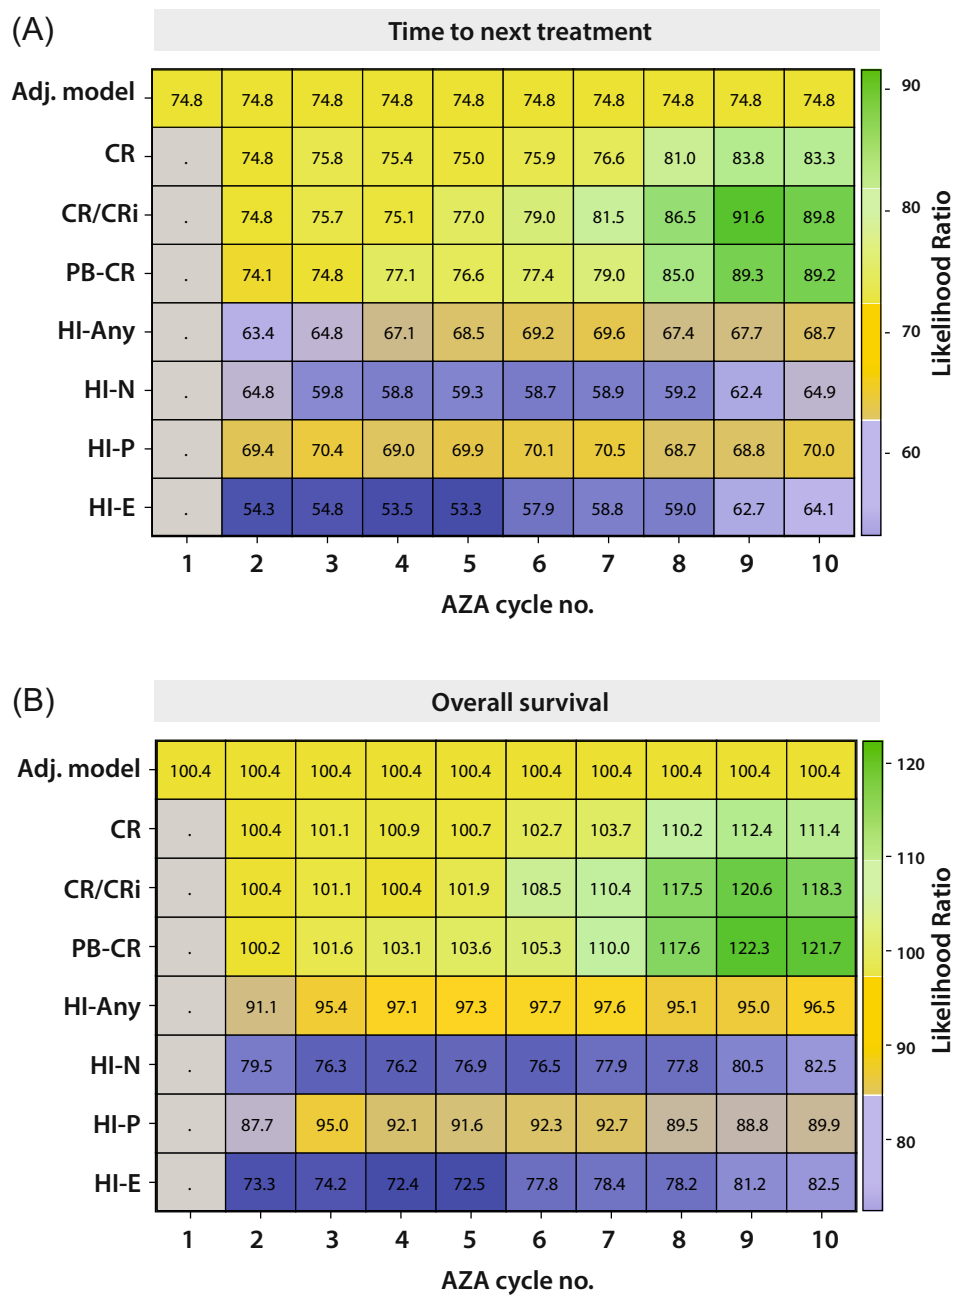 (A)
Time to next treatment
Adj. model 74.8 74.8 74.8 74.8 74.8 74.8 74.8 74.8 74.8 74.8
CR . 74.8 75.8 75.4 75.0 75.9 76.6 81.0 83.8 83.3
CR/CRi . 74.8 75.7 75.1 77.0 79.0 81.5 86.5 91.6 89.8
PB-CR . 74.1 74.8 77.1 76.6 77.4 79.0 85.0 89.3 89.2
HI-Any . 63.4 64.8 67.1 68.5 69.2 69.6 67.4 67.7 68.7
HI-N . 64.8 59.8 58.8 59.3 58.7 58.9 59.2 62.4 64.9
HI-P . 69.4 70.4 69.0 69.9 70.1 70.5 68.7 68.8 70.0
HI-E . 54.3 54.8 53.5 53.3 57.9 58.8 59.0 62.7 64.1
1 2 3 4 5 6 7 8 9 10
AZA cycle no.
90
80
70
60
Likelihood Ratio
(B)
Overall survival
Adj. model 100.4 100.4 100.4 100.4 100.4 100.4 100.4 100.4 100.4 100.4
CR . 100.4 101.1 100.9 100.7 102.7 103.7 110.2 112.4 111.4
CR/CRi . 100.4 101.1 100.4 101.9 108.5 110.4 117.5 120.6 118.3
PB-CR . 100.2 101.6 103.1 103.6 105.3 110.0 117.6 122.3 121.7
HI-Any . 91.1 95.4 97.1 97.3 97.7 97.6 95.1 95.0 96.5
HI-N . 79.5 76.3 76.2 76.9 76.5 77.9 77.8 80.5 82.5
HI-P . 87.7 95.0 92.1 91.6 92.3 92.7 89.5 88.8 89.9
HI-E . 73.3 74.2 72.4 72.5 77.8 78.4 78.2 81.2 82.5
1 2 3 4 5 6 7 8 9 10
AZA cycle no.
120
110
100
90
80
Likelihood Ratio